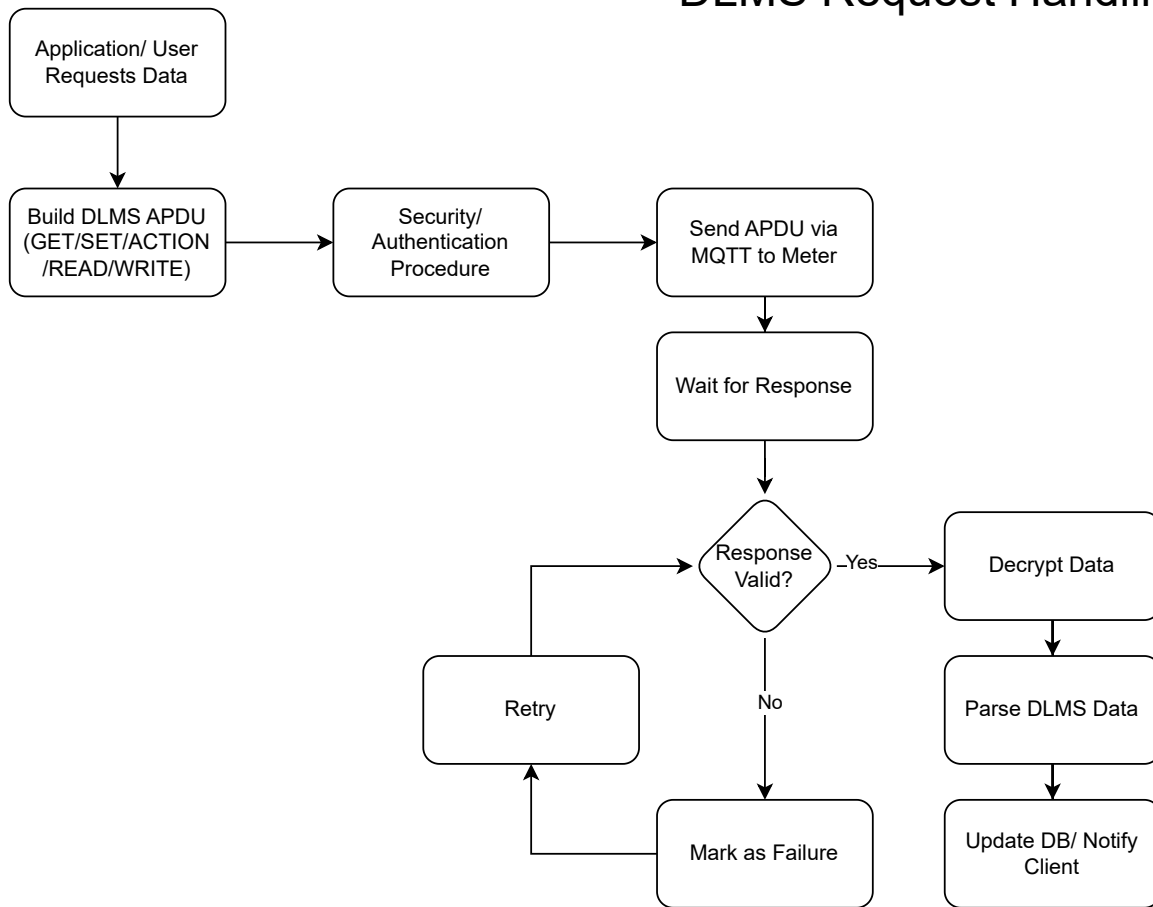 DLMS Request
Application/ User
Requests Data
Build DLMS APDU
(GET/SET/ACTION
/READ/WRITE)
Security/
Authentication
Procedure
Send APDU via
MQTT to Meter
Wait for Response
Response
Valid?
Yes
Decrypt Data
No
Retry
Parse DLMS Data
Mark as Failure
Update DB/ Notify
Client